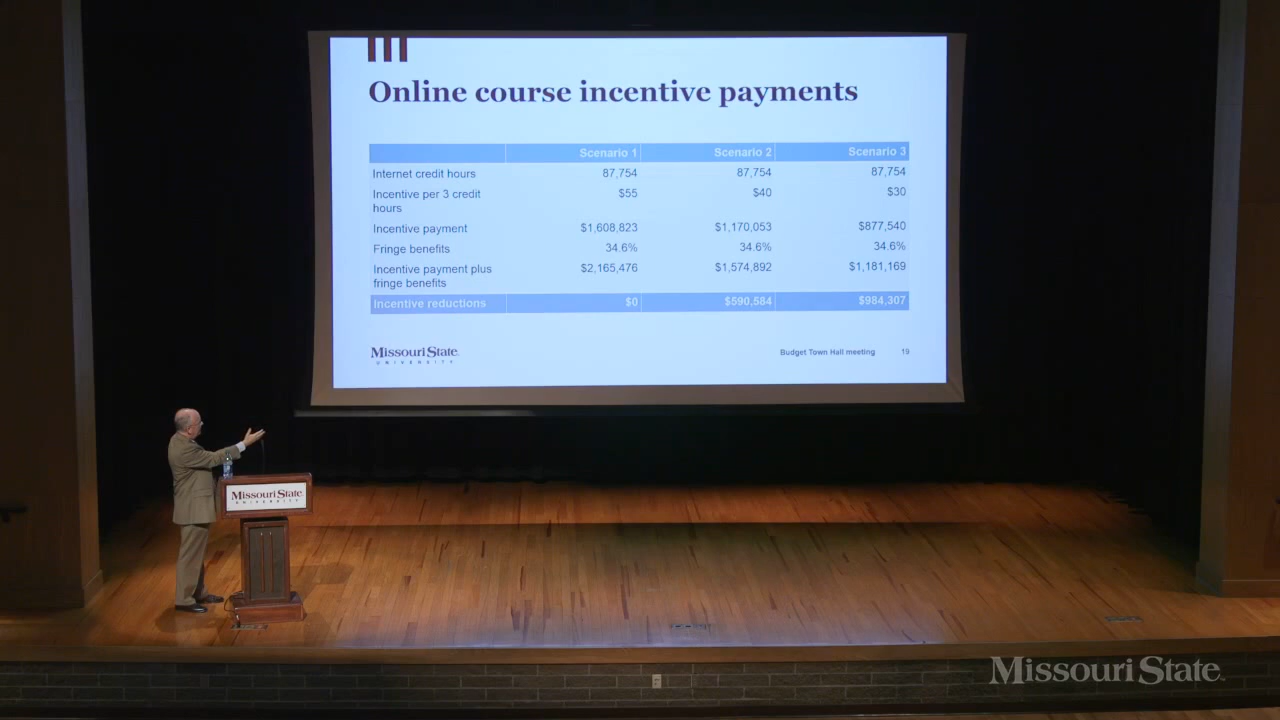 Online course incentive payments
Scenario 1 Scenario 2 Scenario 3
Internet credit hours 87,754 87,754 87,754
Incentive per 3 credit $55 $40 $30
hours
Incentive payment $1,608,823 $1,170,053 $877,540
Fringe benefits 34.6% 34.6% 34.6%
Incentive payment plus $2,165,476 $1,574,892 $1,181,169
fringe benefits
Incentive reductions $0 $590,584 $984,307
Missouri State
UNIVERSITY
Budget Town Hall meeting 19
Missouri State
UNIVERSITY
Missouri State